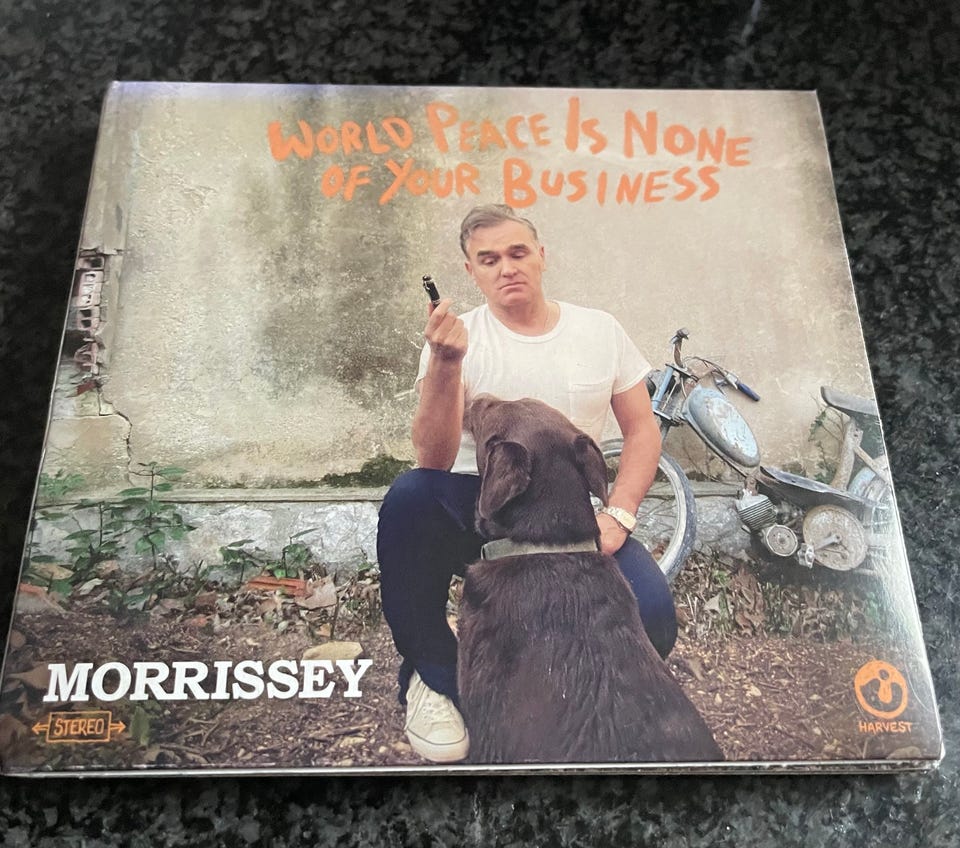 WORLD PEACE IS NONE
OF YOUR BUSINESS
MORRISSEY
STEREO
HARVEST